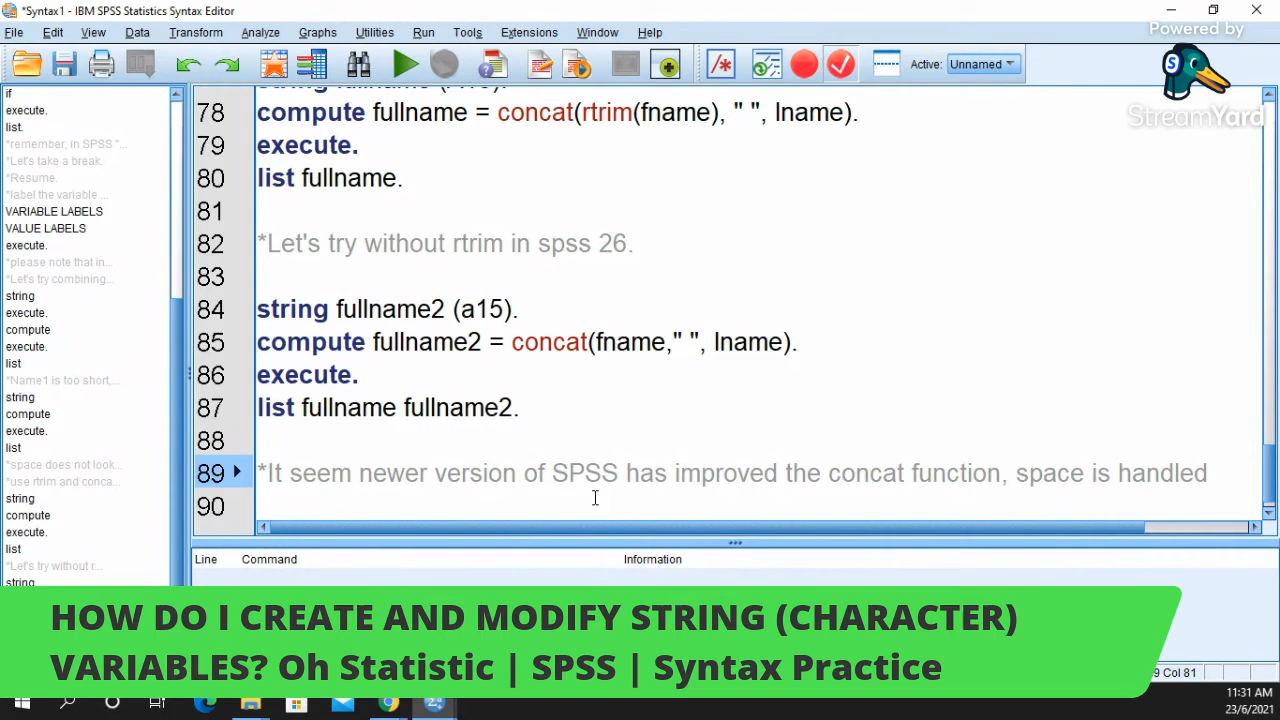 *Syntax1 - IBM SPSS Statistics Syntax Editor
File Edit View Data Transform Analyze Graphs Utilities Run Tools Extensions Window Help
Powered by
StreamYard
Active: Unnamed
if
execute.
list.
*remember, in SPSS "...
*Let's take a break.
*Resume.
*label the variable ...
VARIABLE LABELS
VALUE LABELS
execute.
*please note that in...
*Let's try combining...
string
execute.
compute
execute.
list
*Name1 is too short,...
string
compute
execute.
list
*space does not look...
*use rtrim and conca...
string
compute
execute.
list
*Let's try without r...
string
78 compute fullname = concat(rtrim(fname), " ", lname).
79 execute.
80 list fullname.
81
82 *Let's try without rtrim in spss 26.
83
84 string fullname2 (a15).
85 compute fullname2 = concat(fname," ", lname).
86 execute.
87 list fullname fullname2.
88
89 *It seem newer version of SPSS has improved the concat function, space is handled
90
Line Command Information
HOW DO I CREATE AND MODIFY STRING (CHARACTER)
VARIABLES? Oh Statistic | SPSS | Syntax Practice
Col 81
11:31 AM
23/6/2021